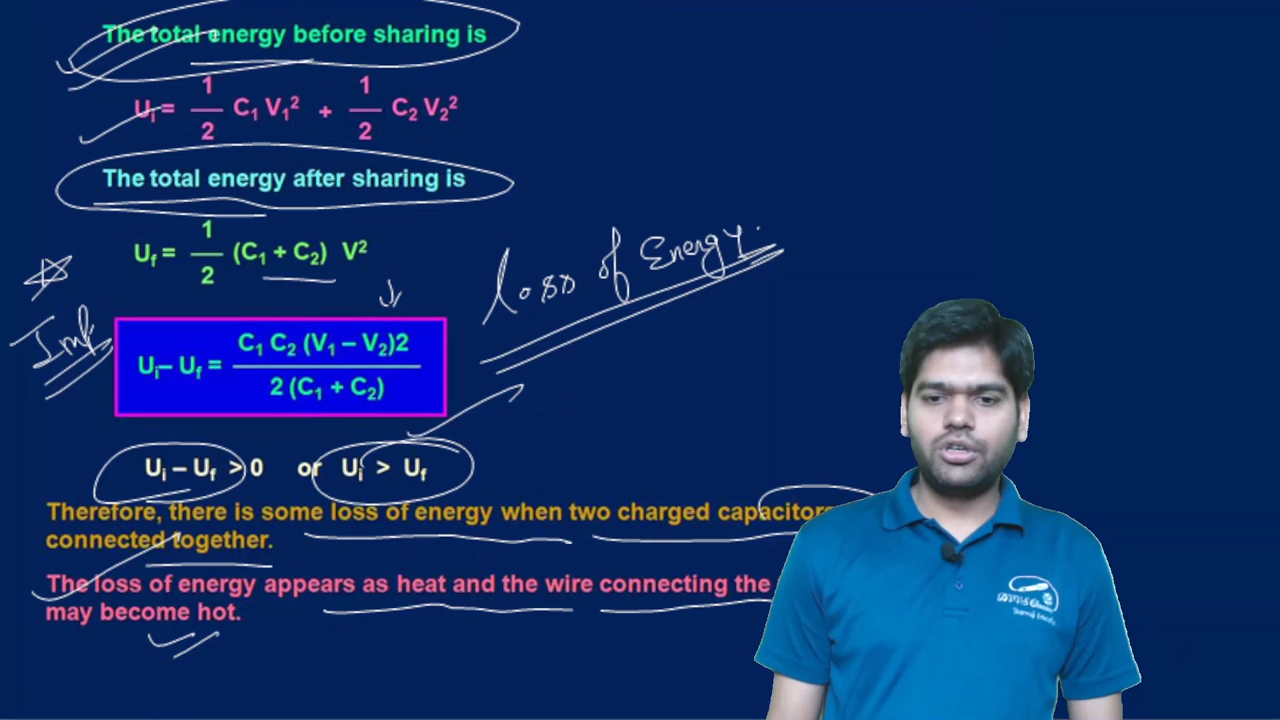 The total energy before sharing is
Uᵢ = 1/2 C₁ V₁² + 1/2 C₂ V₂²
The total energy after sharing is
U_f = 1/2 (C₁ + C₂) V²
Loss of Energy.
Imp
Uᵢ– U_f = C₁ C₂ (V₁ – V₂)2 / 2 (C₁ + C₂)
Uᵢ – U_f > 0 or Uᵢ > U_f
Therefore, there is some loss of energy when two charged capacitors
connected together.
The loss of energy appears as heat and the wire connecting the
may become hot.